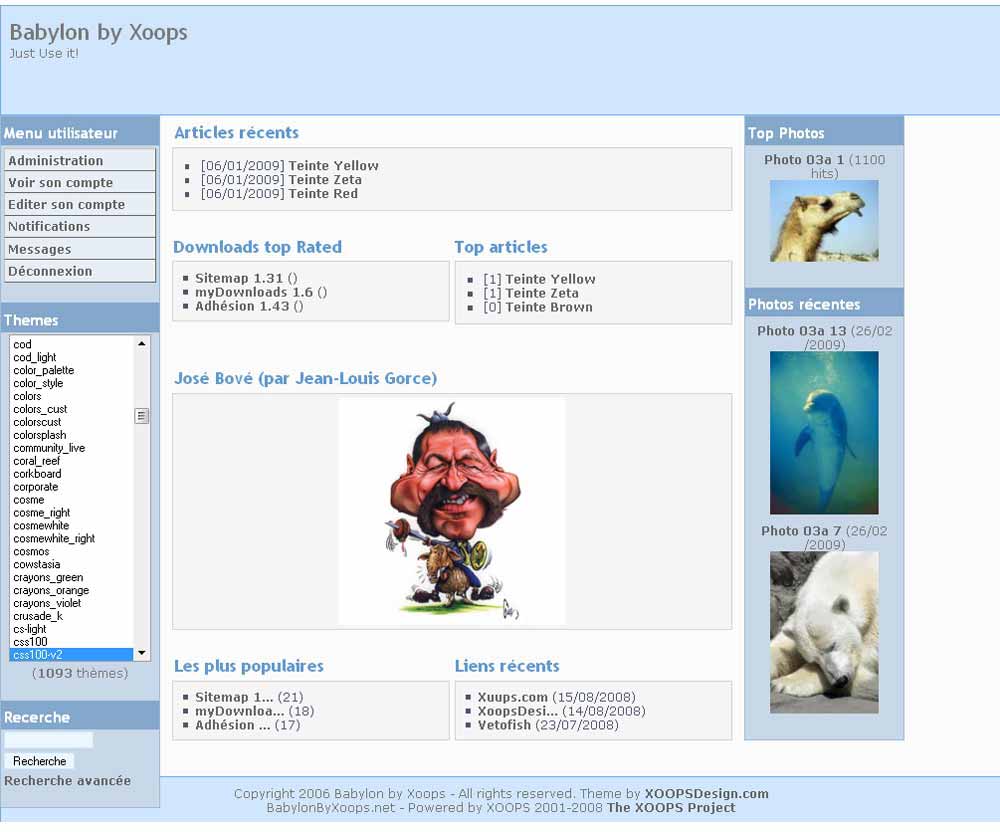 Babylon by Xoops
Just Use it!
Menu utilisateur
Administration
Voir son compte
Editer son compte
Notifications
Messages
Déconnexion
Themes
cod
cod_light
color_palette
color_style
colors
colors_cust
colorscust
colorsplash
community_live
coral_reef
corkboard
corporate
cosme
cosme_right
cosmewhite
cosmewhite_right
cosmos
cowstasia
crayons_green
crayons_orange
crayons_violet
crusade_k
cs-light
css100
css100-v2
(1093 thèmes)
Recerche
Recherche
Recherche avancée
Articles récents
[06/01/2009] Teinte Yellow
[06/01/2009] Teinte Zeta
[06/01/2009] Teinte Red
Downloads top Rated
Sitemap 1.31 ()
myDownloads 1.6 ()
Adhésion 1.43 ()
Top articles
[1] Teinte Yellow
[1] Teinte Zeta
[0] Teinte Brown
José Bové (par Jean-Louis Gorce)
Les plus populaires
Sitemap 1... (21)
myDownloa... (18)
Adhésion ... (17)
Liens récents
Xuups.com (15/08/2008)
XoopsDesi... (14/08/2008)
Vetofish (23/07/2008)
Top Photos
Photo 03a 1 (1100
hits)
Photos récentes
Photo 03a 13 (26/02
/2009)
Photo 03a 7 (26/02
/2009)
Copyright 2006 Babylon by Xoops - All rights reserved. Theme by XOOPSDesign.com
BabylonByXoops.net - Powered by XOOPS 2001-2008 The XOOPS Project